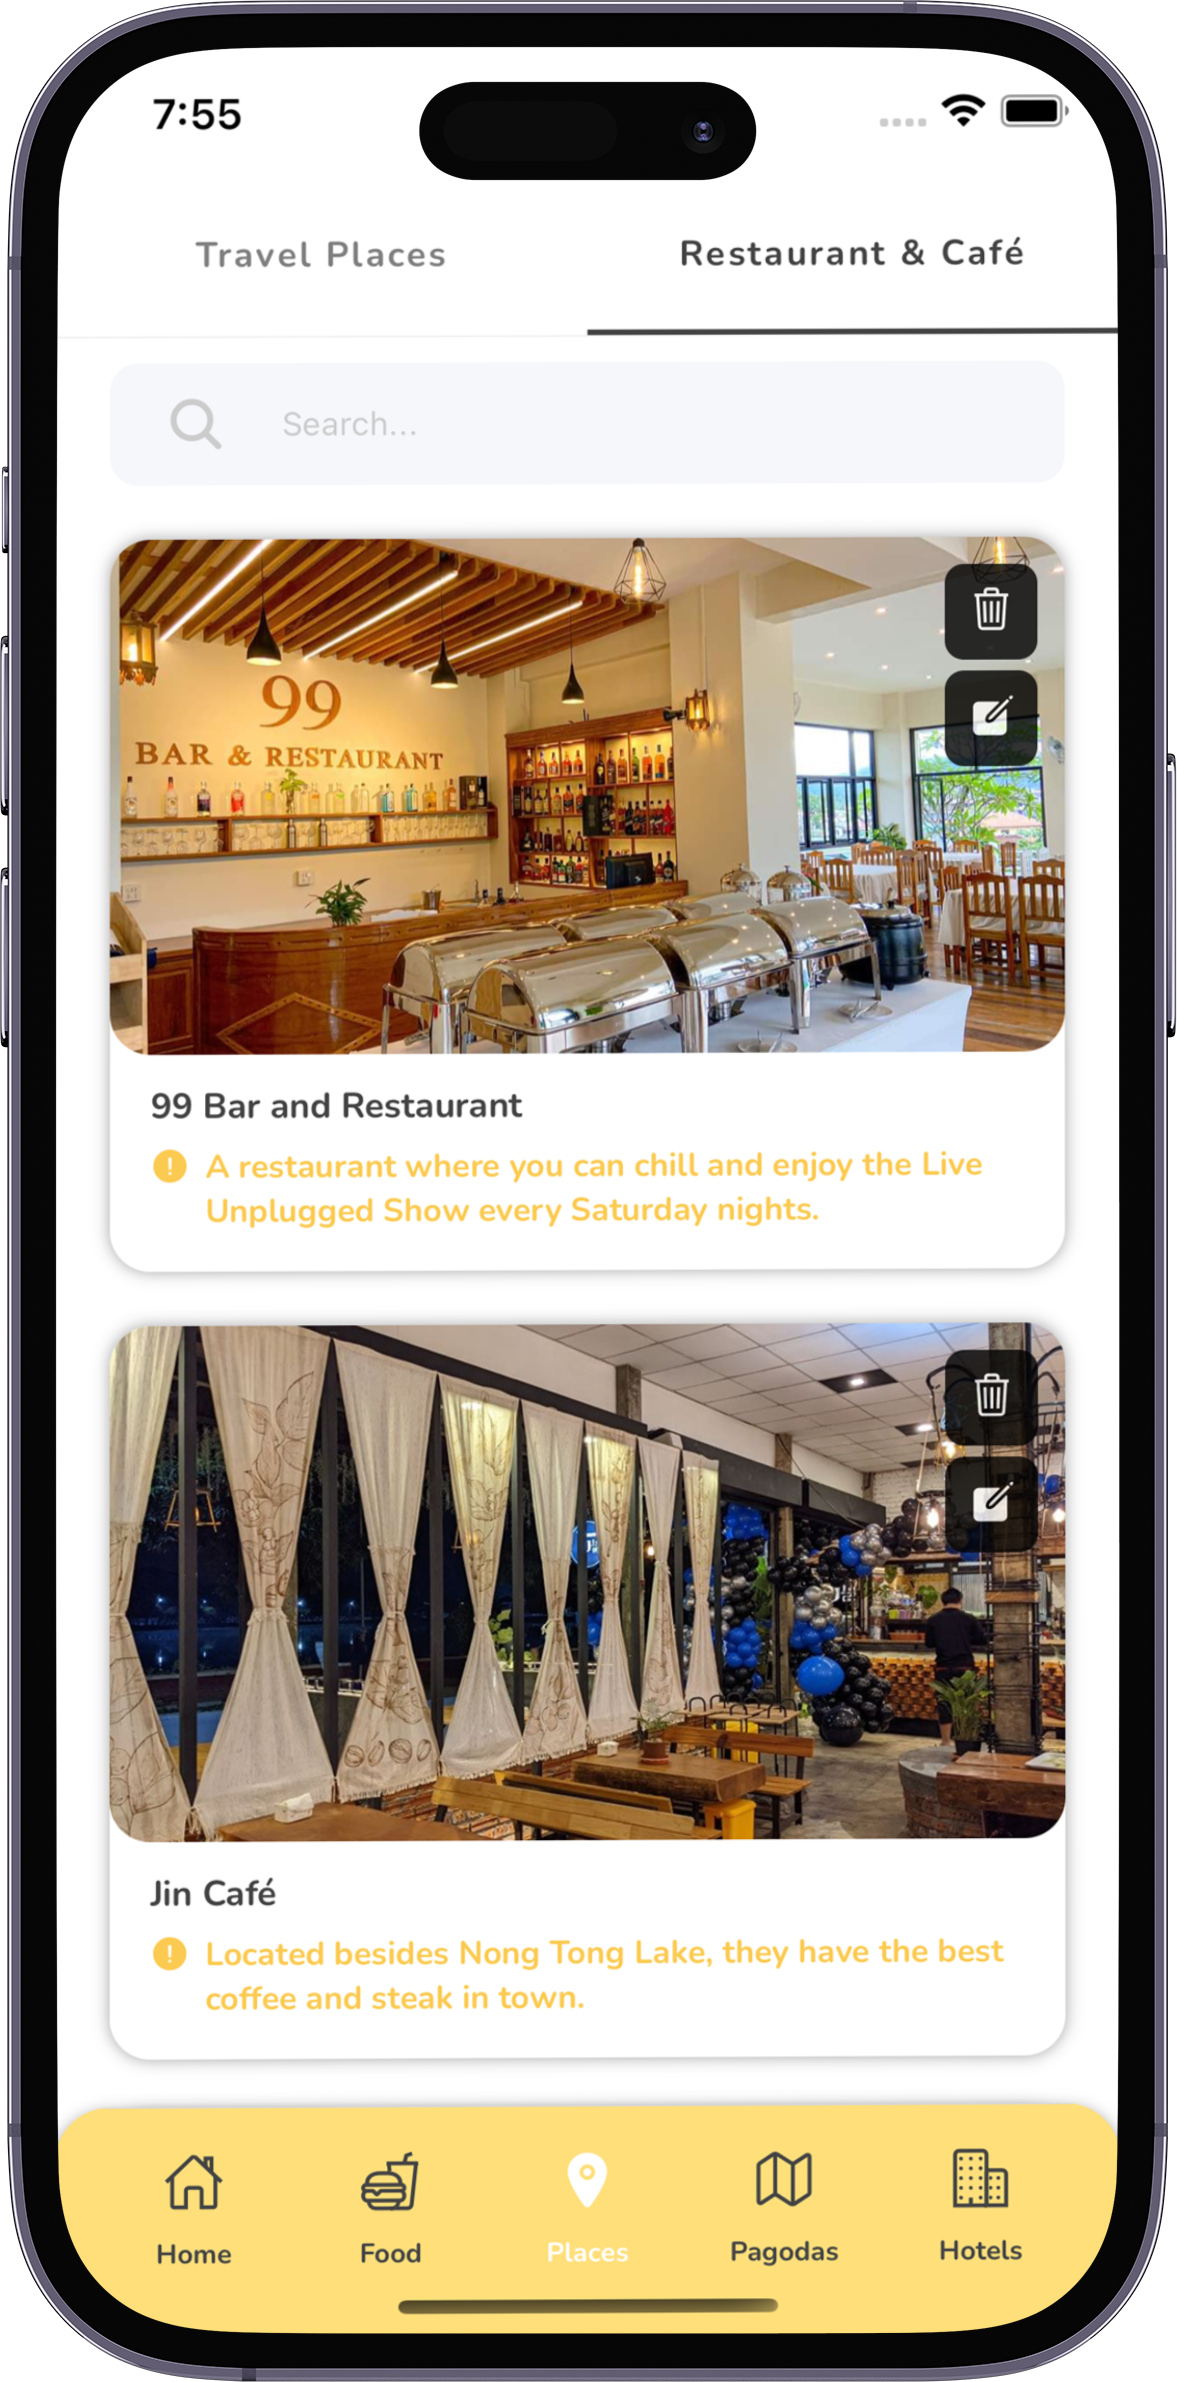 7:55
Travel Places
Restaurant & Café
Search...
99
BAR & RESTAURANT
99 Bar and Restaurant
A restaurant where you can chill and enjoy the Live
Unplugged Show every Saturday nights.
Jin Café
Located besides Nong Tong Lake, they have the best
coffee and steak in town.
Home
Food
Places
Pagodas
Hotels